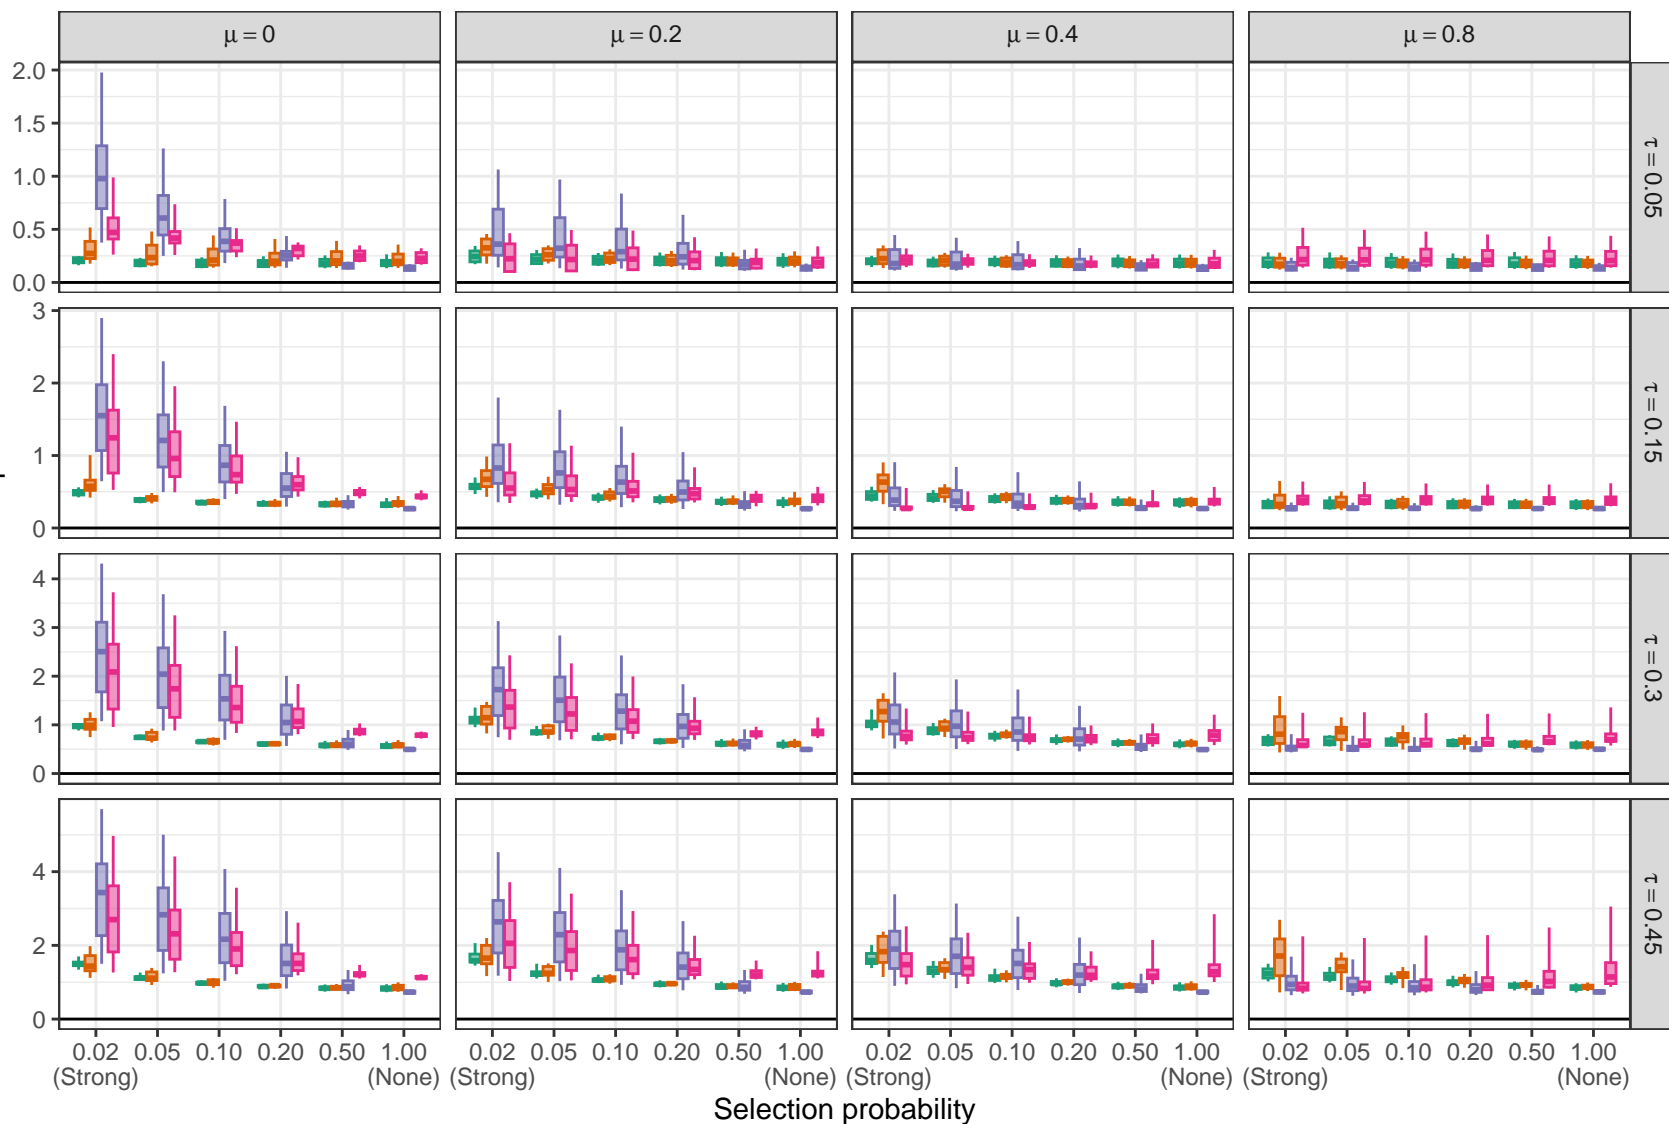 μ = 0 μ = 0.2 μ = 0.4 μ = 0.8
2.0
1.5
1.0
0.5
0.0
τ = 0.05
3
2
1
0
τ = 0.15
4
3
2
1
0
τ = 0.3
4
2
0
τ = 0.45
0.02 0.05 0.10 0.20 0.50 1.00 0.02 0.05 0.10 0.20 0.50 1.00 0.02 0.05 0.10 0.20 0.50 1.00 0.02 0.05 0.10 0.20 0.50 1.00
(Strong) (None) (Strong) (None) (Strong) (None) (Strong) (None)
Selection probability